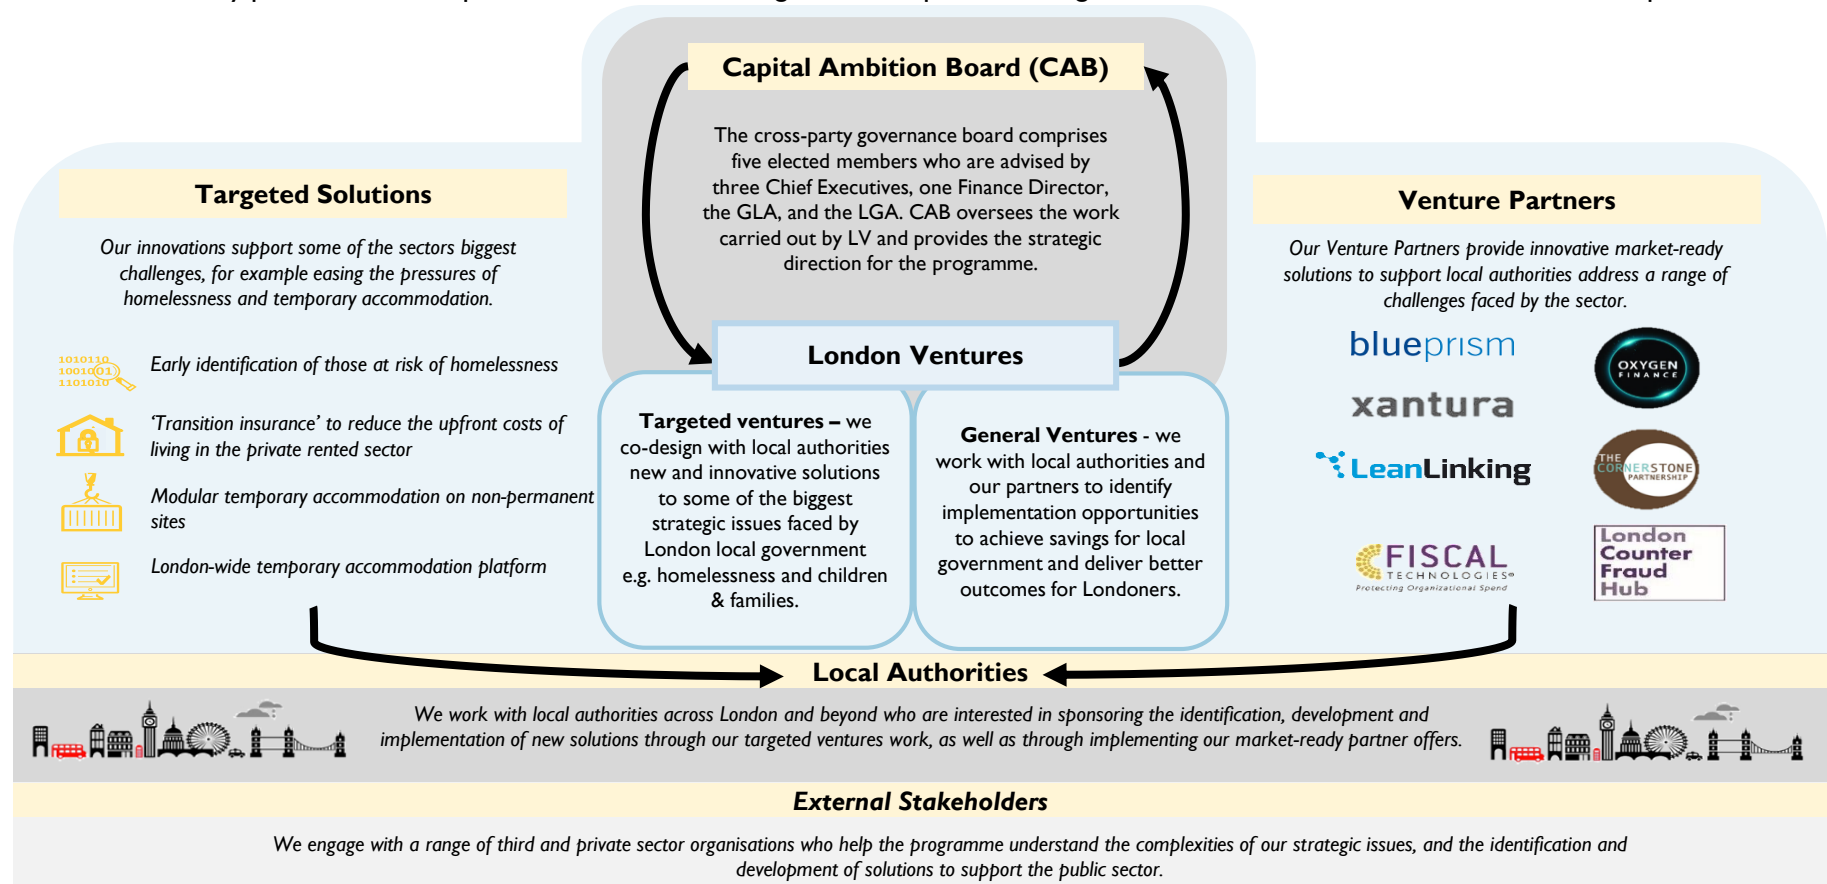 Capital Ambition Board (CAB)
The cross-party governance board comprises
five elected members who are advised by
three Chief Executives, one Finance Director,
the GLA, and the LGA. CAB oversees the work
carried out by LV and provides the strategic
direction for the programme.
Targeted Solutions
Our innovations support some of the sectors biggest
challenges, for example easing the pressures of
homelessness and temporary accommodation.
1010110
1001001
1101010
Early identification of those at risk of homelessness
‘Transition insurance’ to reduce the upfront costs of
living in the private rented sector
Modular temporary accommodation on non-permanent
sites
London-wide temporary accommodation platform
London Ventures
Targeted ventures – we
co-design with local authorities
new and innovative solutions
to some of the biggest
strategic issues faced by
London local government
e.g. homelessness and children
& families.
General Ventures - we
work with local authorities and
our partners to identify
implementation opportunities
to achieve savings for local
government and deliver better
outcomes for Londoners.
Venture Partners
Our Venture Partners provide innovative market-ready
solutions to support local authorities address a range of
challenges faced by the sector.
blueprism
OXYGEN
FINANCE
xantura
LeanLinking
THE
CORNERSTONE
PARTNERSHIP
FISCAL
TECHNOLOGIES®
Protecting Organizational Spend
London
Counter
Fraud
Hub
Local Authorities
We work with local authorities across London and beyond who are interested in sponsoring the identification, development and
implementation of new solutions through our targeted ventures work, as well as through implementing our market-ready partner offers.
External Stakeholders
We engage with a range of third and private sector organisations who help the programme understand the complexities of our strategic issues, and the identification and
development of solutions to support the public sector.